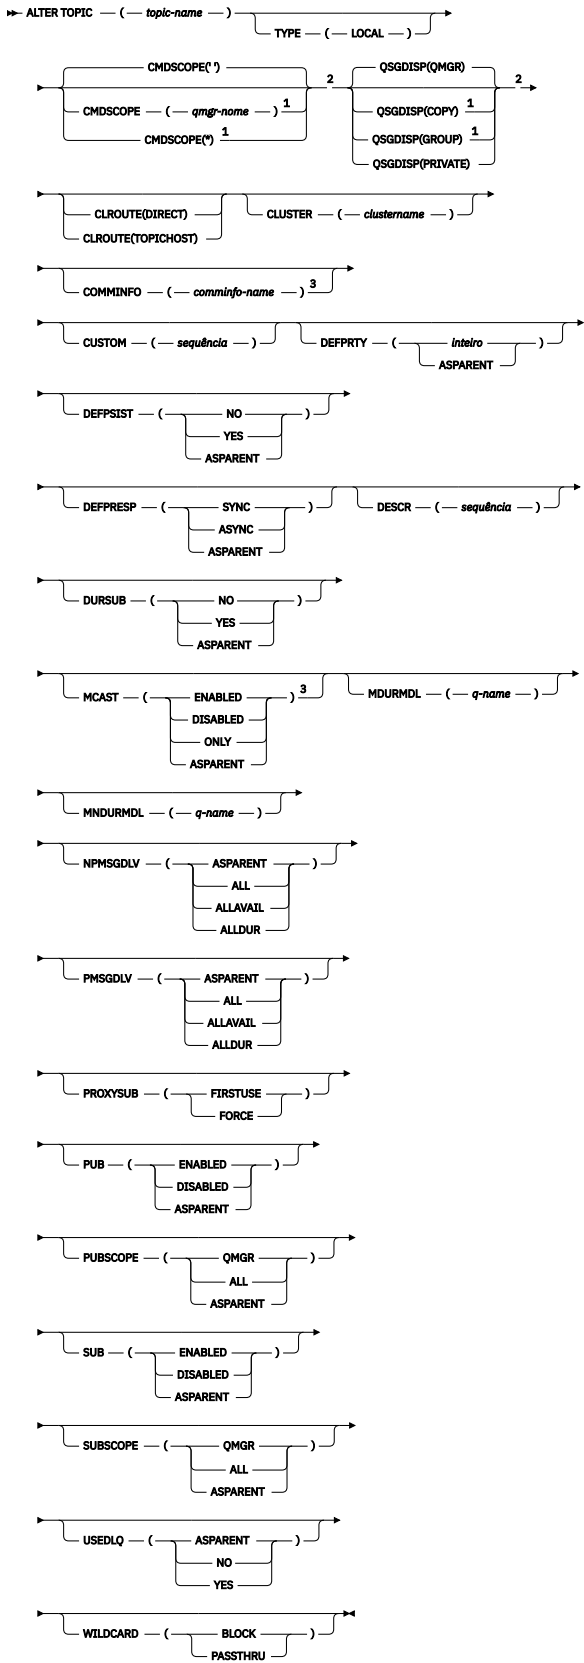 ALTER TOPIC ( topic-name )
TYPE ( LOCAL )
CMDSCOPE(' ')
CMDSCOPE ( qmgr-nome ) 1
CMDSCOPE(*) 1
2
QSGDISP(QMGR)
QSGDISP(COPY) 1
QSGDISP(GROUP) 1
QSGDISP(PRIVATE)
2
CLROUTE(DIRECT)
CLROUTE(TOPICHOST)
CLUSTER ( clustername )
COMMINFO ( comminfo-name ) 3
CUSTOM ( sequência )
DEFPRTY ( inteiro )
ASPARENT
DEFPSIST ( NO )
YES
ASPARENT
DEFPRESP ( SYNC )
ASYNC
ASPARENT
DESCR ( sequência )
DURSUB ( NO )
YES
ASPARENT
MCAST ( ENABLED ) 3
DISABLED
ONLY
ASPARENT
MDURMDL ( q-name )
MNDURMDL ( q-name )
NPMSGDLV ( ASPARENT )
ALL
ALLAVAIL
ALLDUR
PMSGDLV ( ASPARENT )
ALL
ALLAVAIL
ALLDUR
PROXYSUB ( FIRSTUSE )
FORCE
PUB ( ENABLED )
DISABLED
ASPARENT
PUBSCOPE ( QMGR )
ALL
ASPARENT
SUB ( ENABLED )
DISABLED
ASPARENT
SUBSCOPE ( QMGR )
ALL
ASPARENT
USEDLQ ( ASPARENT )
NO
YES
WILDCARD ( BLOCK )
PASSTHRU